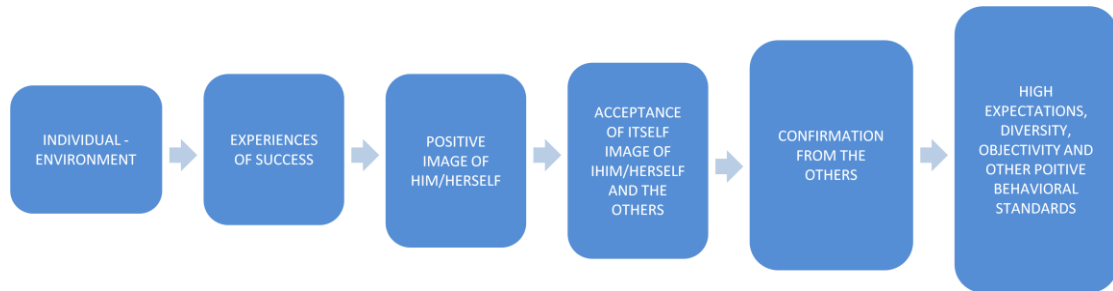 INDIVIDUAL -
ENVIRONMENT
EXPERIENCES
OF SUCCESS
POSITIVE
IMAGE OF
HIM/HERSELF
ACCEPTANCE
OF ITSELF
IMAGE OF
IHIM/HERSELF
AND THE
OTHERS
CONFIRMATION
FROM THE
OTHERS
HIGH
EXPECTATIONS,
DIVERSITY,
OBJECTIVITY AND
OTHER POITIVE
BEHAVIORAL
STANDARDS